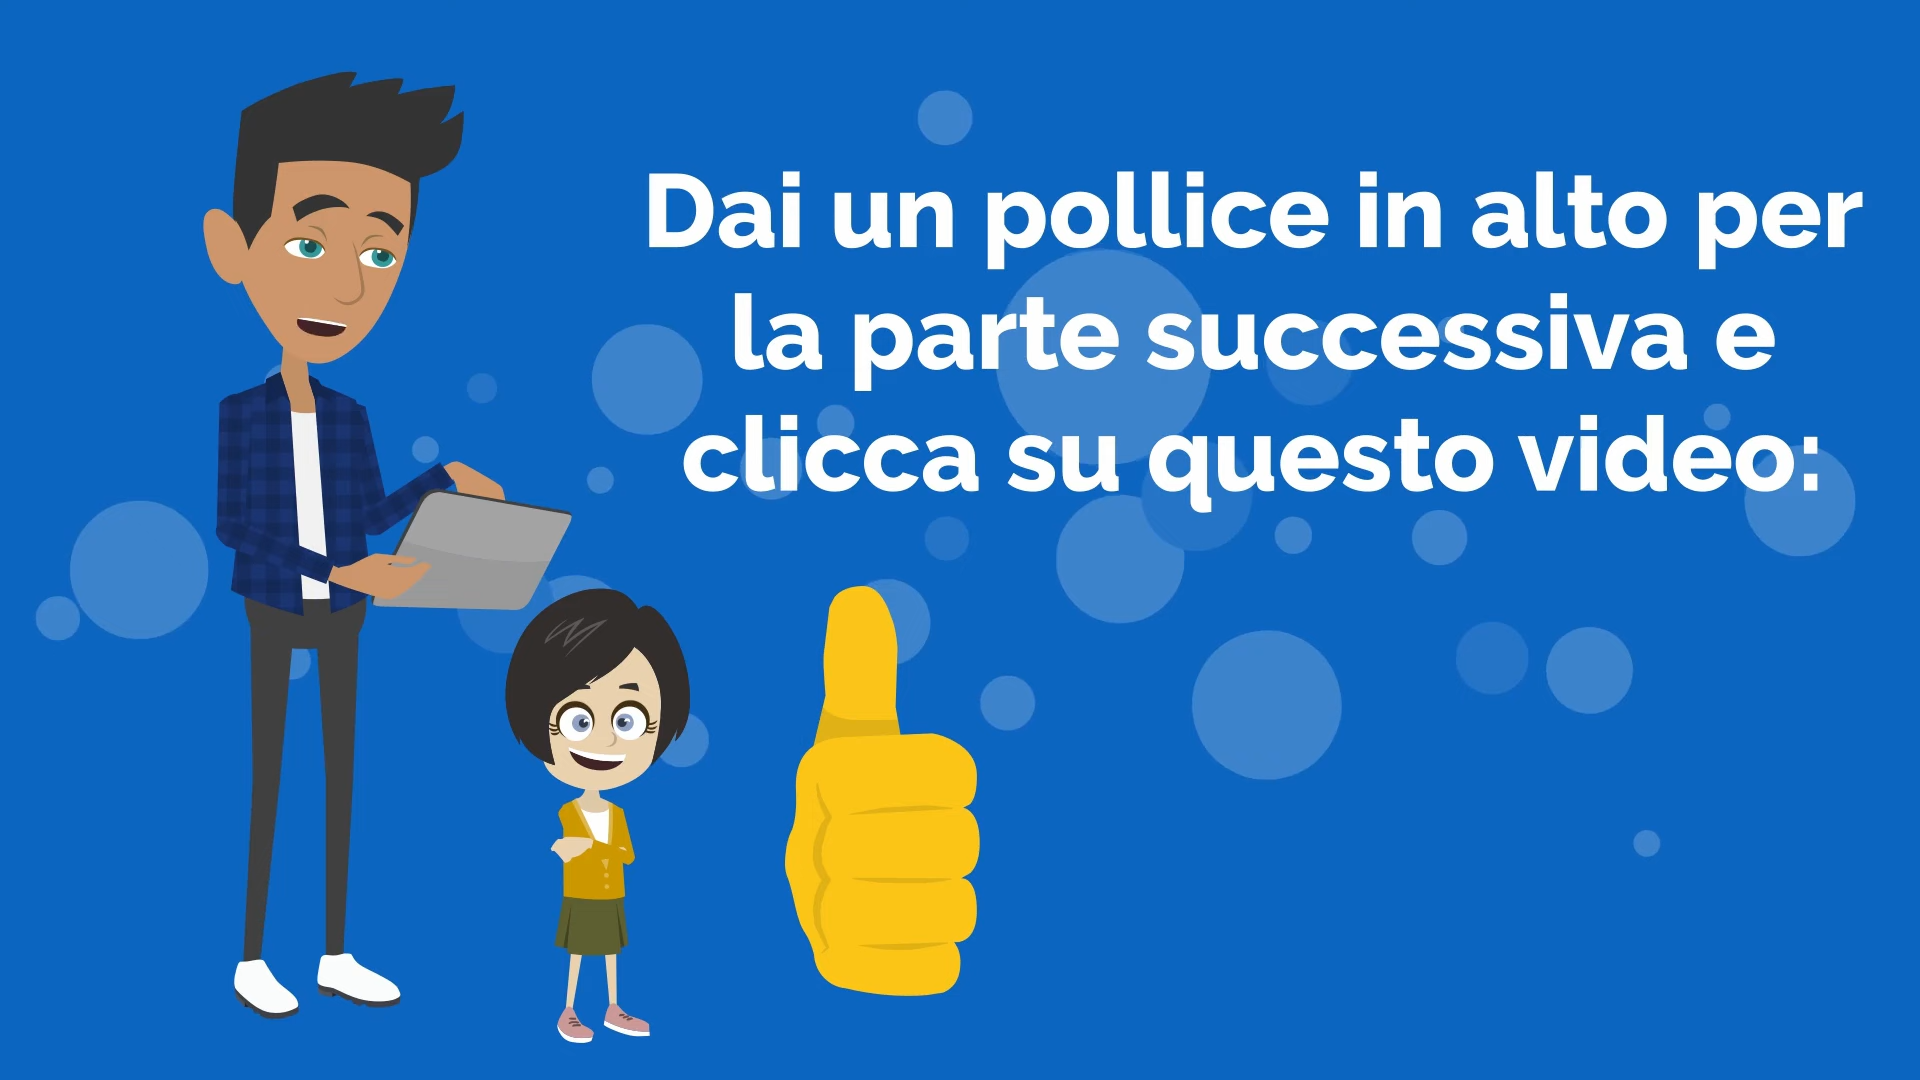 Dai un pollice in alto per
la parte successiva e
clicca su questo video: